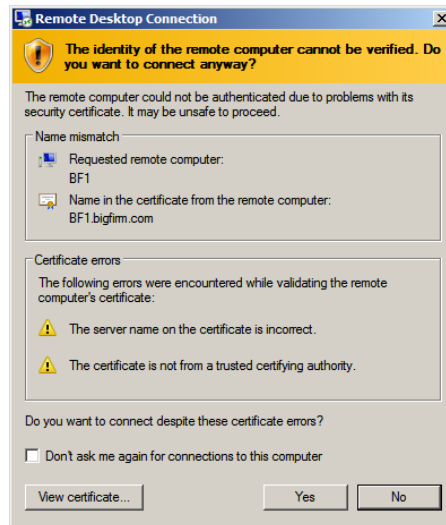 Remote Desktop Connection
The identity of the remote computer cannot be verified. Do
you want to connect anyway?
The remote computer could not be authenticated due to problems with its
security certificate. It may be unsafe to proceed.
Name mismatch
Requested remote computer:
BF1
Name in the certificate from the remote computer:
BF1.bigfirm.com
Certificate errors
The following errors were encountered while validating the remote
computer's certificate:
The server name on the certificate is incorrect.
The certificate is not from a trusted certifying authority.
Do you want to connect despite these certificate errors?
Don't ask me again for connections to this computer
View certificate... Yes No